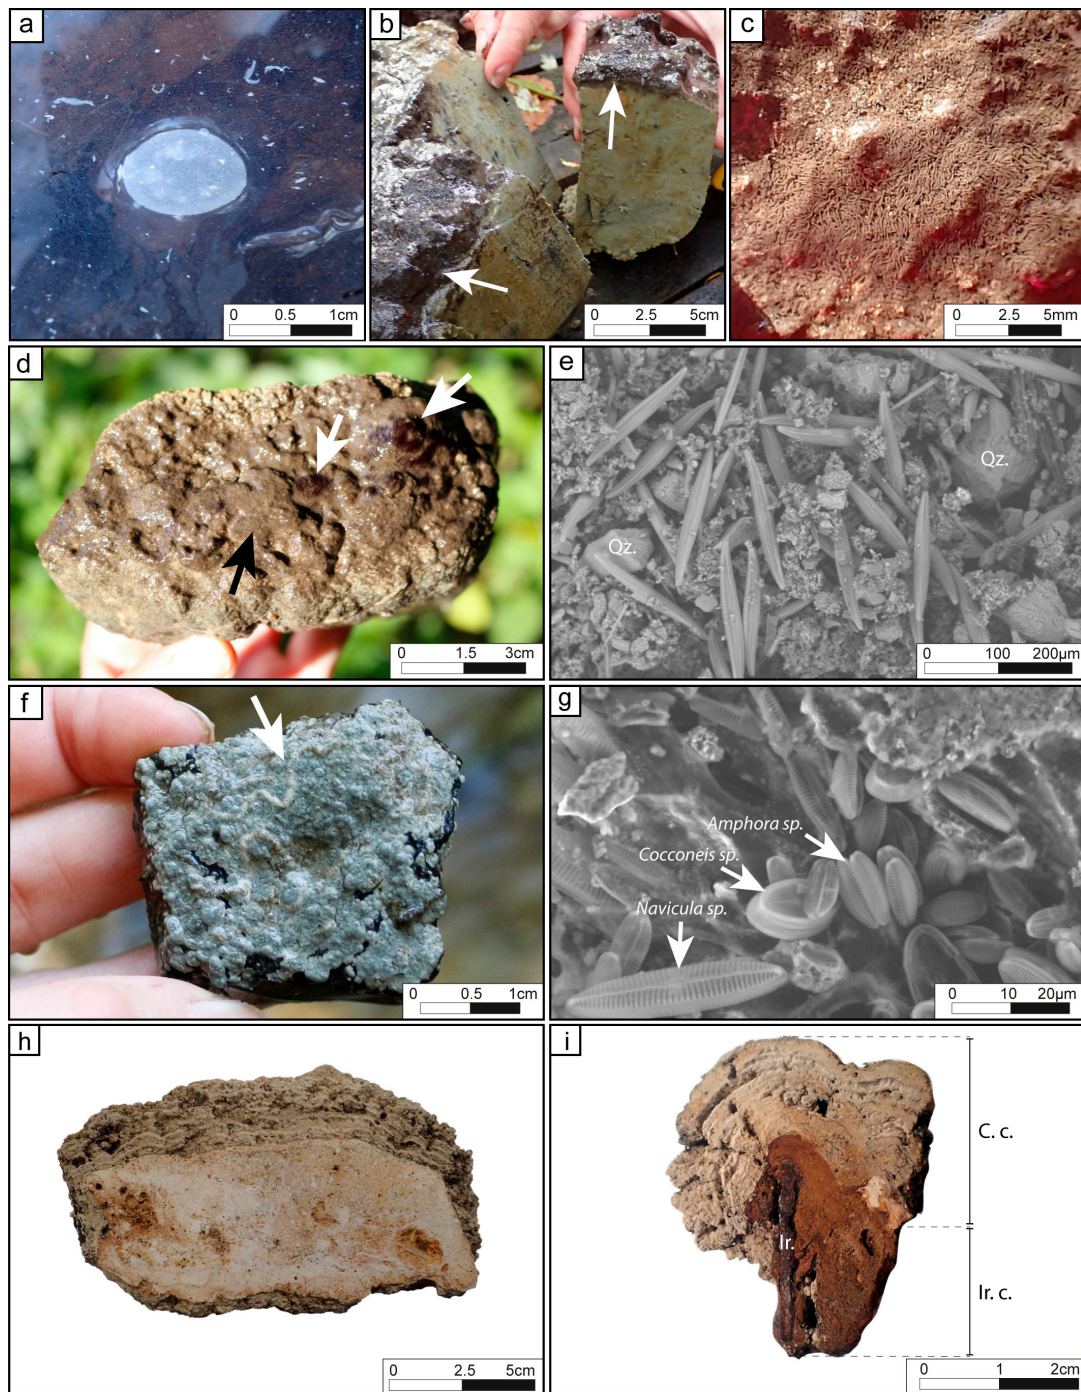 a
0 0.5 1cm
b
0 2.5 5cm
c
0 2.5 5mm
d
0 1.5 3cm
e
Qz.
Qz.
0 100 200µm
f
0 0.5 1cm
g
Amphora sp.
Cocconeis sp.
Navicula sp.
0 10 20µm
h
0 2.5 5cm
i
C. c.
Ir.
Ir. c.
0 1 2cm